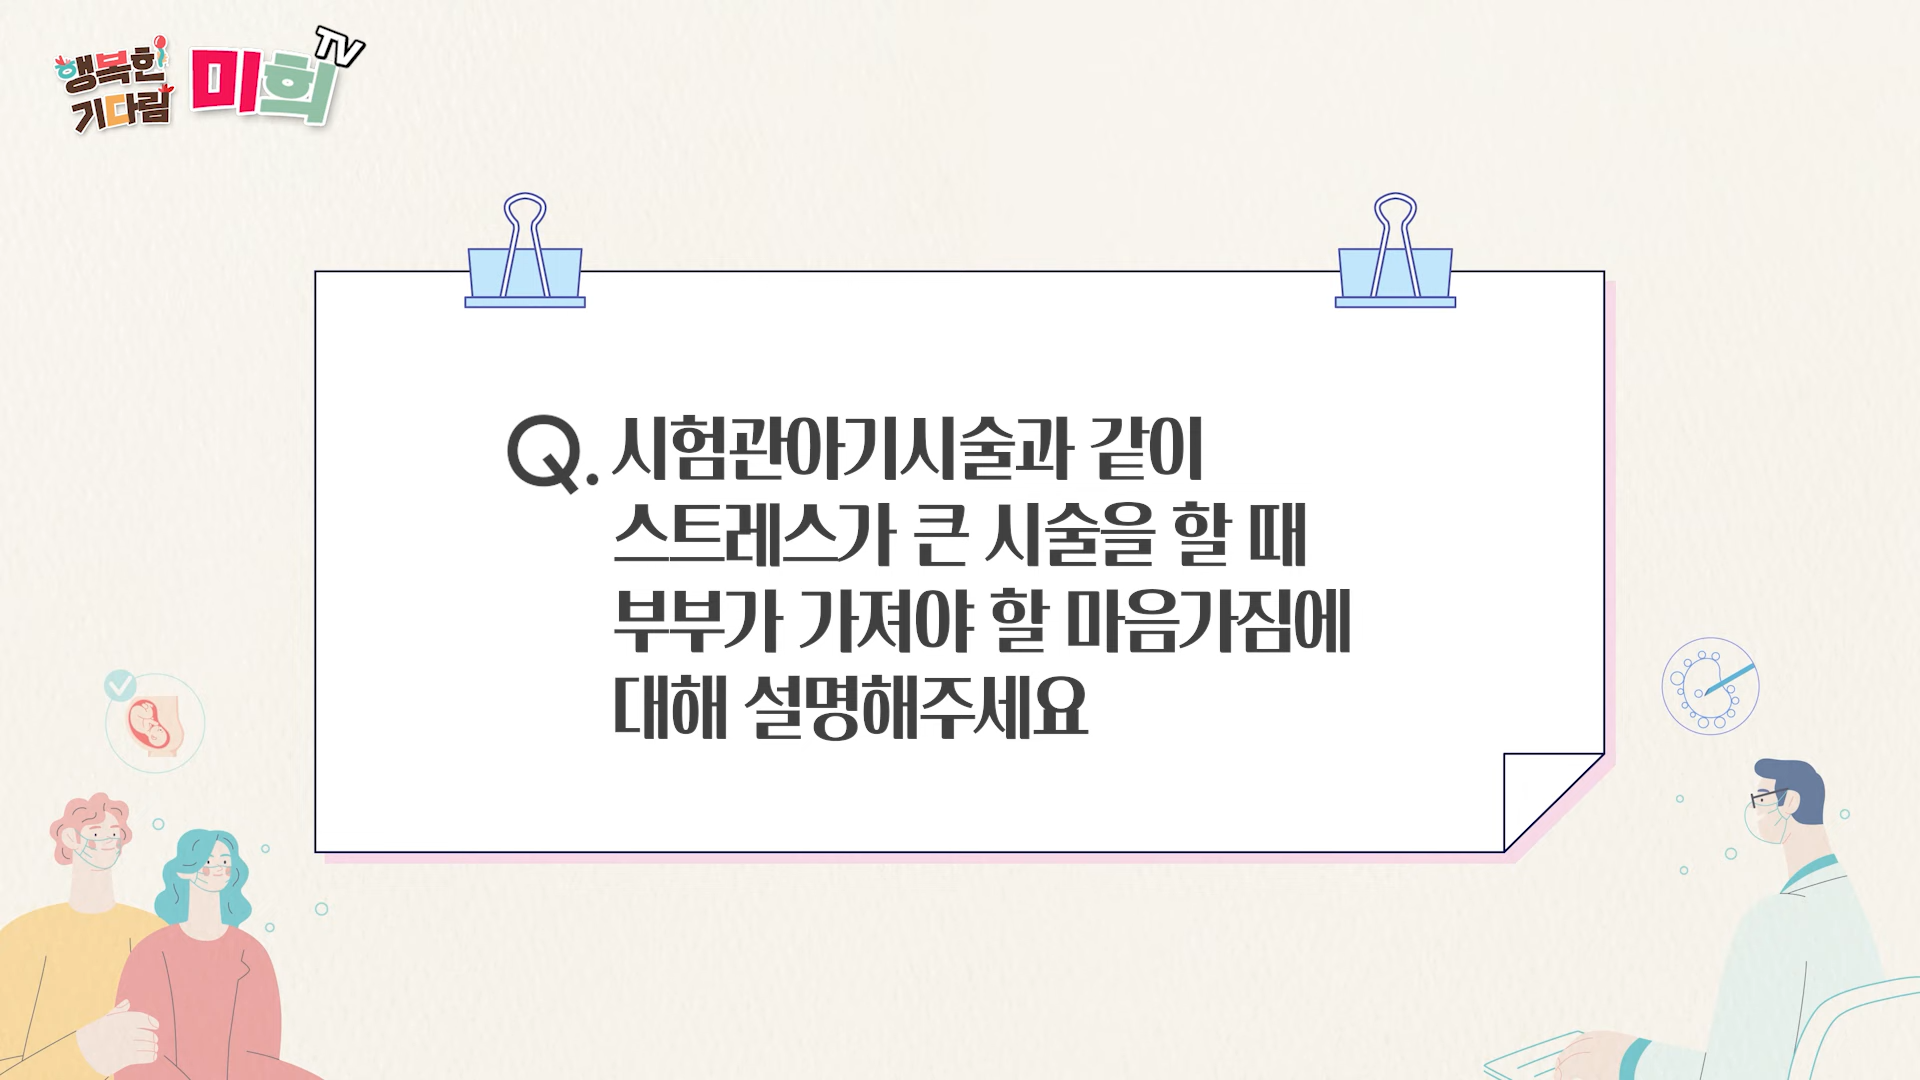 행복한
기다림
미희
TV
Q. 시험관아기시술과 같이
스트레스가 큰 시술을 할 때
부부가 가져야 할 마음가짐에
대해 설명해주세요